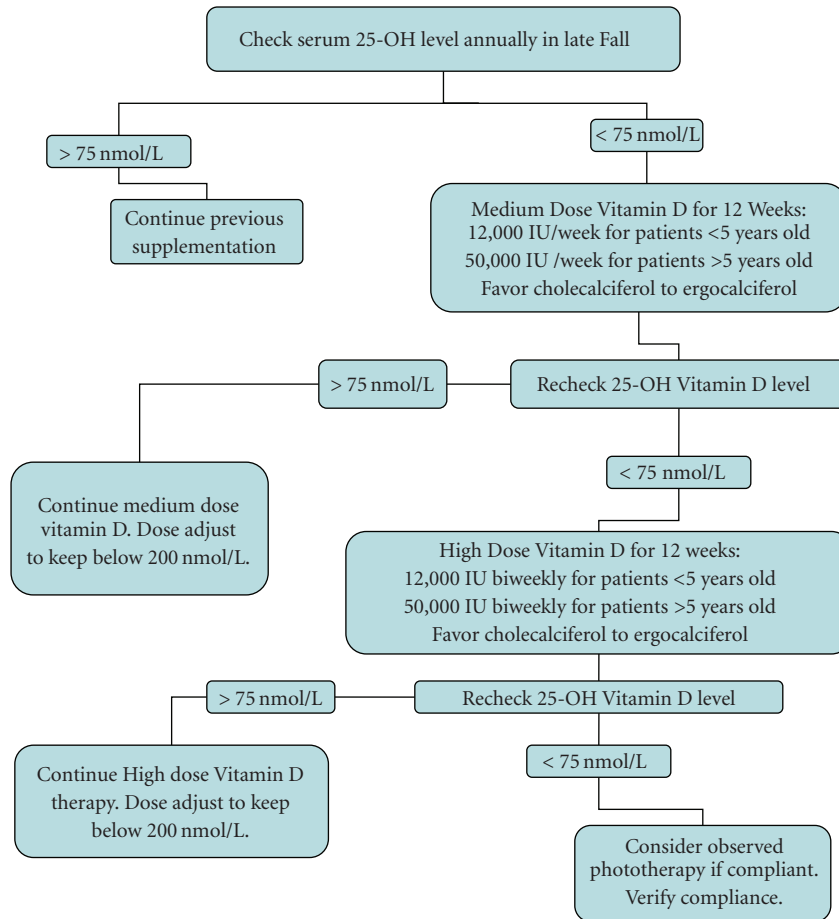 Check serum 25-OH level annually in late Fall
> 75 nmol/L
< 75 nmol/L
Continue previous
supplementation
Medium Dose Vitamin D for 12 Weeks:
12,000 IU/week for patients <5 years old
50,000 IU /week for patients >5 years old
Favor cholecalciferol to ergocalciferol
> 75 nmol/L
Recheck 25-OH Vitamin D level
< 75 nmol/L
Continue medium dose
vitamin D. Dose adjust
to keep below 200 nmol/L.
High Dose Vitamin D for 12 weeks:
12,000 IU biweekly for patients <5 years old
50,000 IU biweekly for patients >5 years old
Favor cholecalciferol to ergocalciferol
> 75 nmol/L
Recheck 25-OH Vitamin D level
< 75 nmol/L
Continue High dose Vitamin D
therapy. Dose adjust to keep
below 200 nmol/L.
Consider observed
phototherapy if compliant.
Verify compliance.